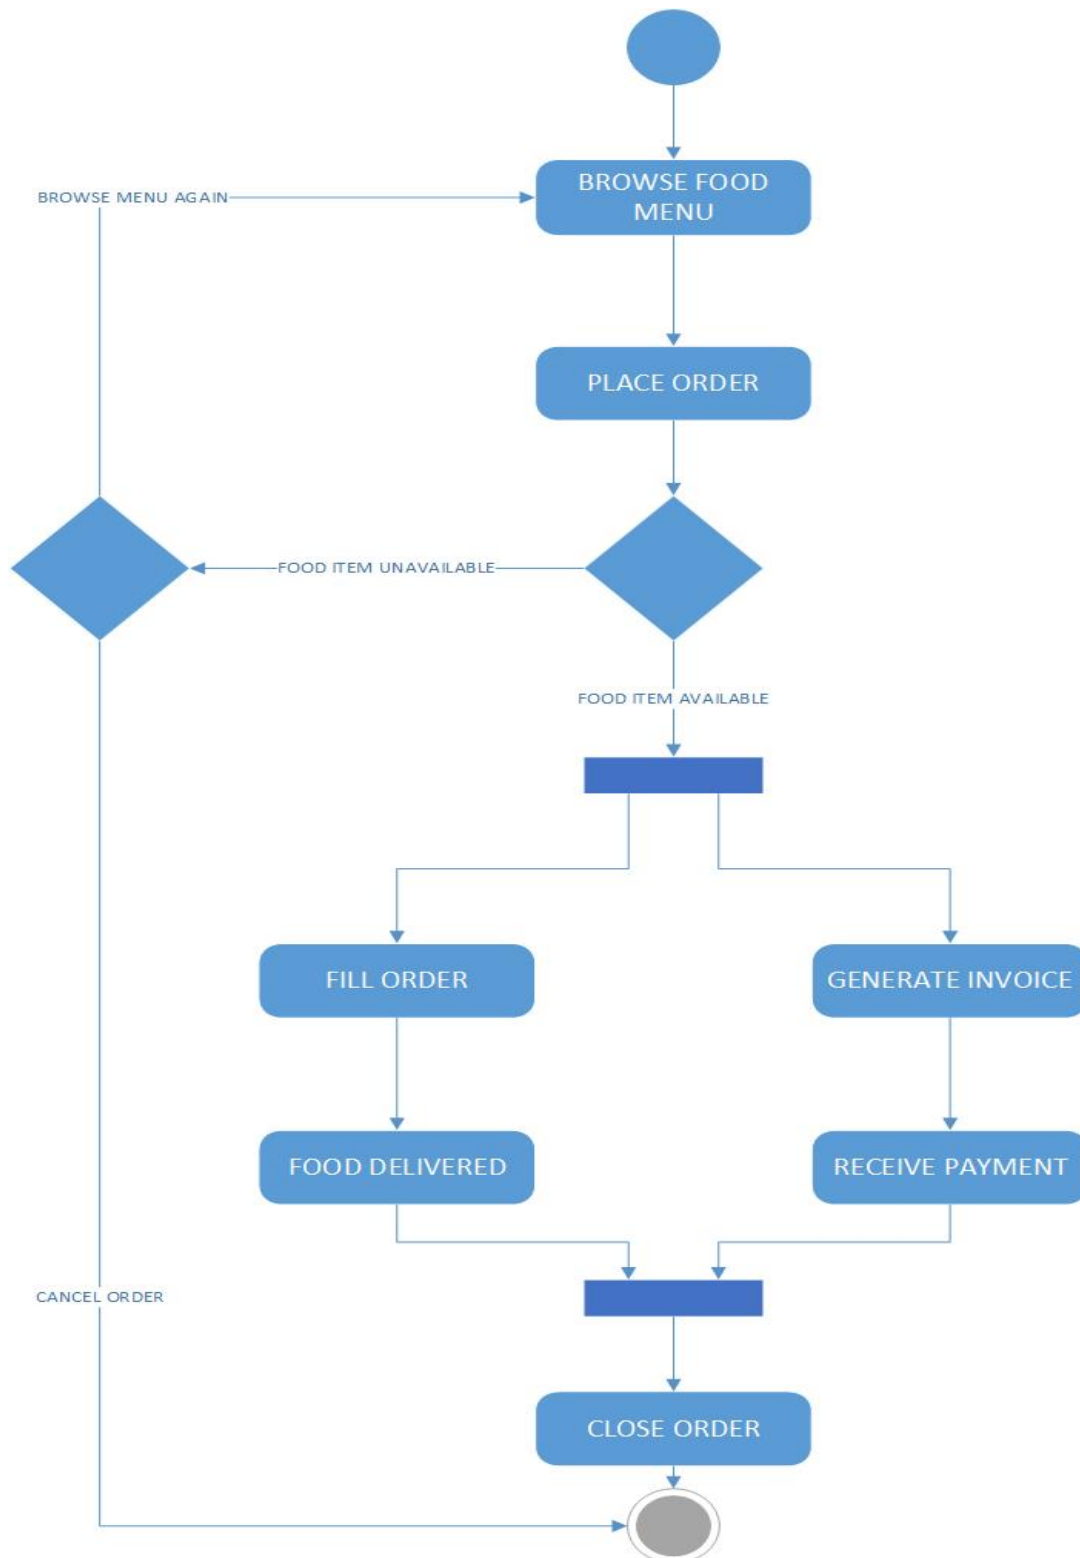 BROWSE FOOD
MENU
BROWSE MENU AGAIN
PLACE ORDER
FOOD ITEM UNAVAILABLE
FOOD ITEM AVAILABLE
FILL ORDER
GENERATE INVOICE
FOOD DELIVERED
RECEIVE PAYMENT
CANCEL ORDER
CLOSE ORDER